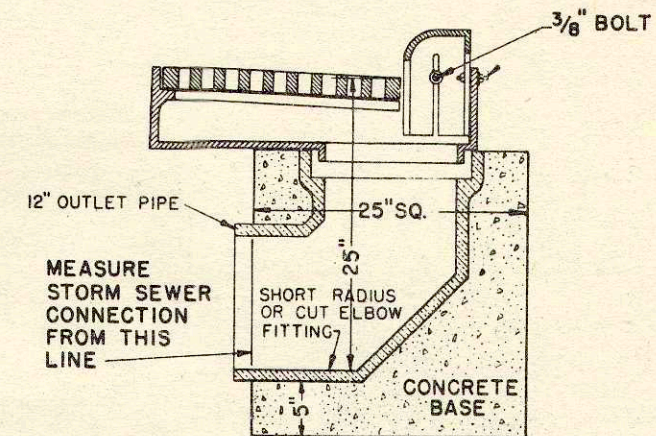 3/8" BOLT
12" OUTLET PIPE
25" SQ.
25"
MEASURE
STORM SEWER
CONNECTION
FROM THIS
LINE
SHORT RADIUS
OR CUT ELBOW
FITTING
CONCRETE
BASE
5"